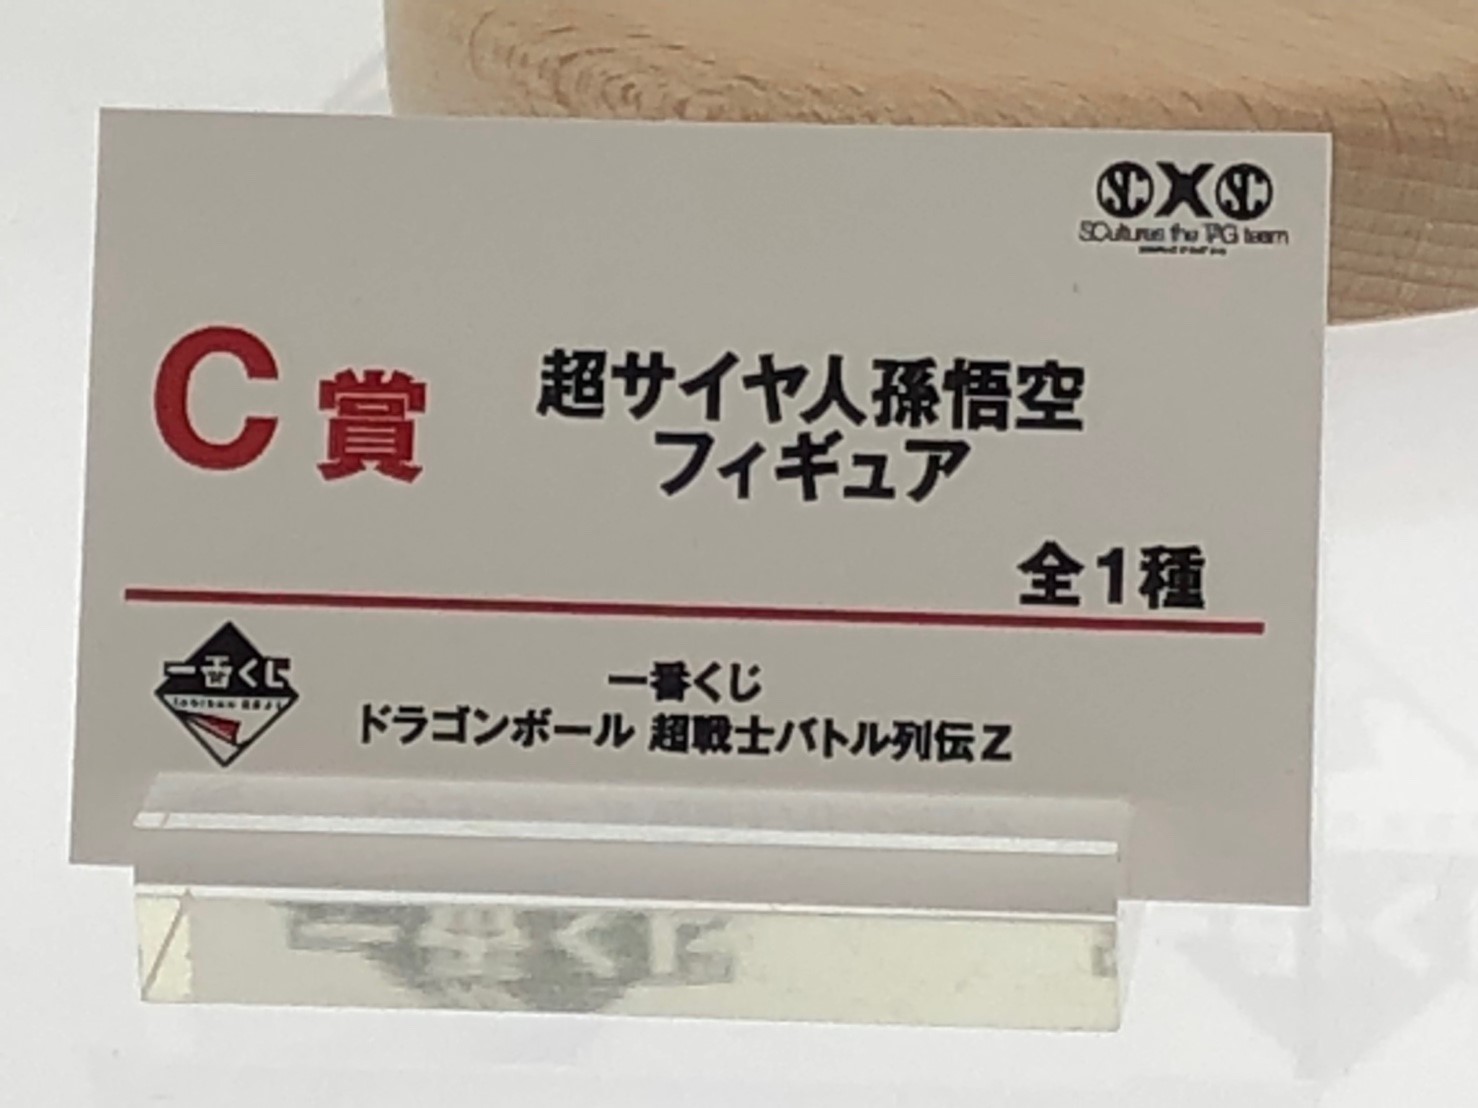 SC X SC
SCultures the TAG team
C賞
超サイヤ人孫悟空
フィギュア
全1種
一番くじ
一番くじ
ドラゴンボール 超戦士バトル列伝Z